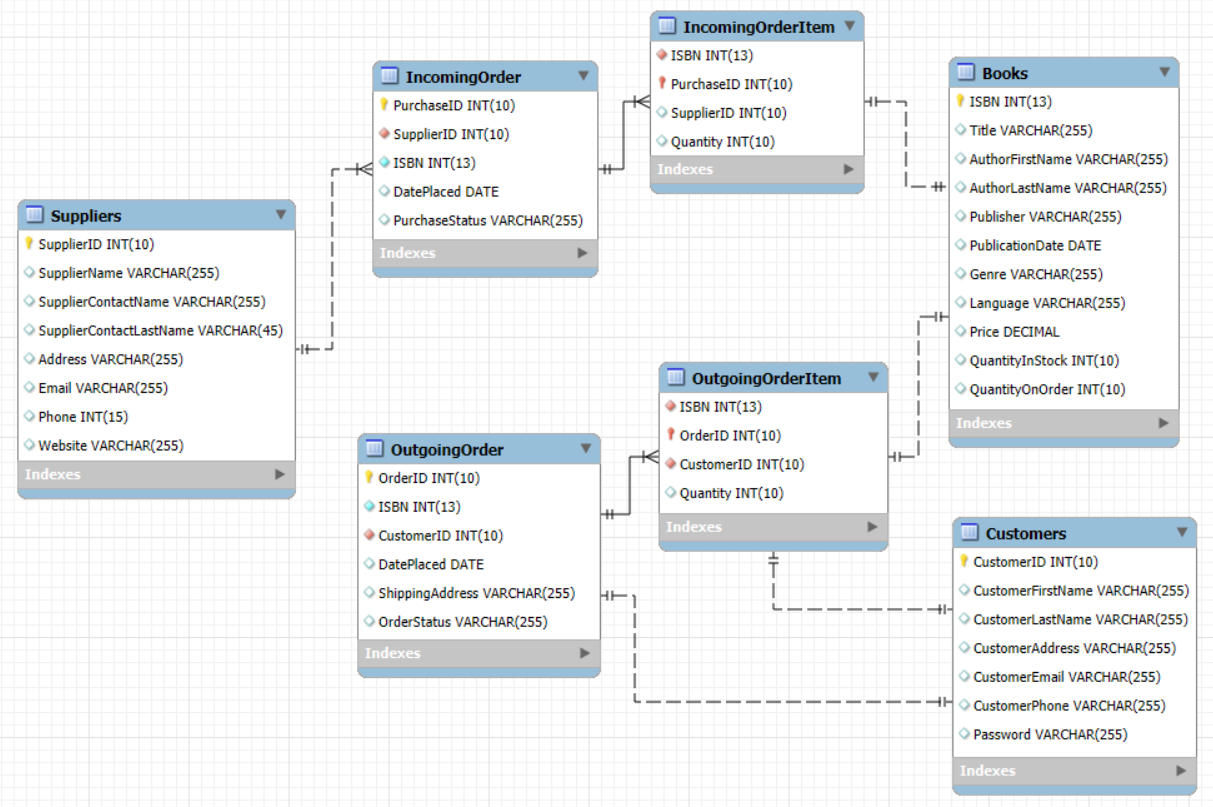 IncomingOrderItem
ISBN INT(13)
PurchaseID INT(10)
SupplierID INT(10)
Quantity INT(10)
Indexes
IncomingOrder
PurchaseID INT(10)
SupplierID INT(10)
ISBN INT(13)
DatePlaced DATE
PurchaseStatus VARCHAR(255)
Indexes
Books
ISBN INT(13)
Title VARCHAR(255)
AuthorFirstName VARCHAR(255)
AuthorLastName VARCHAR(255)
Publisher VARCHAR(255)
PublicationDate DATE
Genre VARCHAR(255)
Language VARCHAR(255)
Price DECIMAL
QuantityInStock INT(10)
QuantityOnOrder INT(10)
Indexes
Suppliers
SupplierID INT(10)
SupplierName VARCHAR(255)
SupplierContactName VARCHAR(255)
SupplierContactLastName VARCHAR(45)
Address VARCHAR(255)
Email VARCHAR(255)
Phone INT(15)
Website VARCHAR(255)
Indexes
OutgoingOrderItem
ISBN INT(13)
OrderID INT(10)
CustomerID INT(10)
Quantity INT(10)
Indexes
OutgoingOrder
OrderID INT(10)
ISBN INT(13)
CustomerID INT(10)
DatePlaced DATE
ShippingAddress VARCHAR(255)
OrderStatus VARCHAR(255)
Indexes
Customers
CustomerID INT(10)
CustomerFirstName VARCHAR(255)
CustomerLastName VARCHAR(255)
CustomerAddress VARCHAR(255)
CustomerEmail VARCHAR(255)
CustomerPhone VARCHAR(255)
Password VARCHAR(255)
Indexes